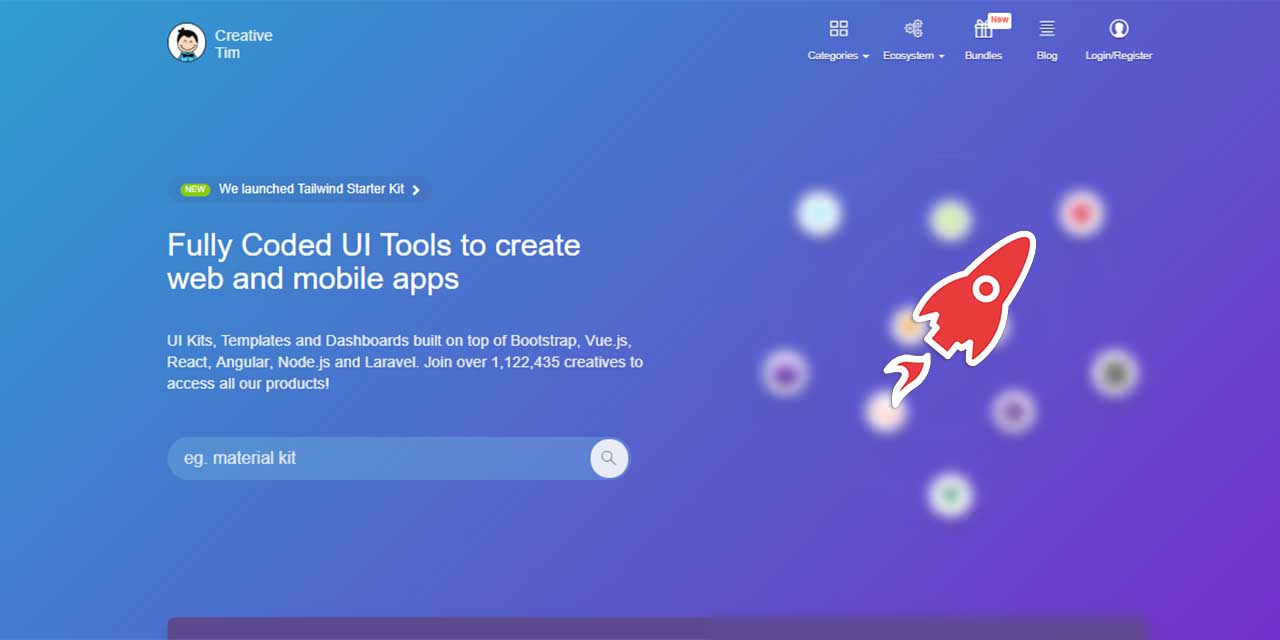 Creative
Tim
New
Categories
Ecosystem
Bundles
Blog
Login/Register
NEW We launched Tailwind Starter Kit
Fully Coded UI Tools to create
web and mobile apps
UI Kits, Templates and Dashboards built on top of Bootstrap, Vue.js,
React, Angular, Node.js and Laravel. Join over 1,122,435 creatives to
access all our products!
eg. material kit